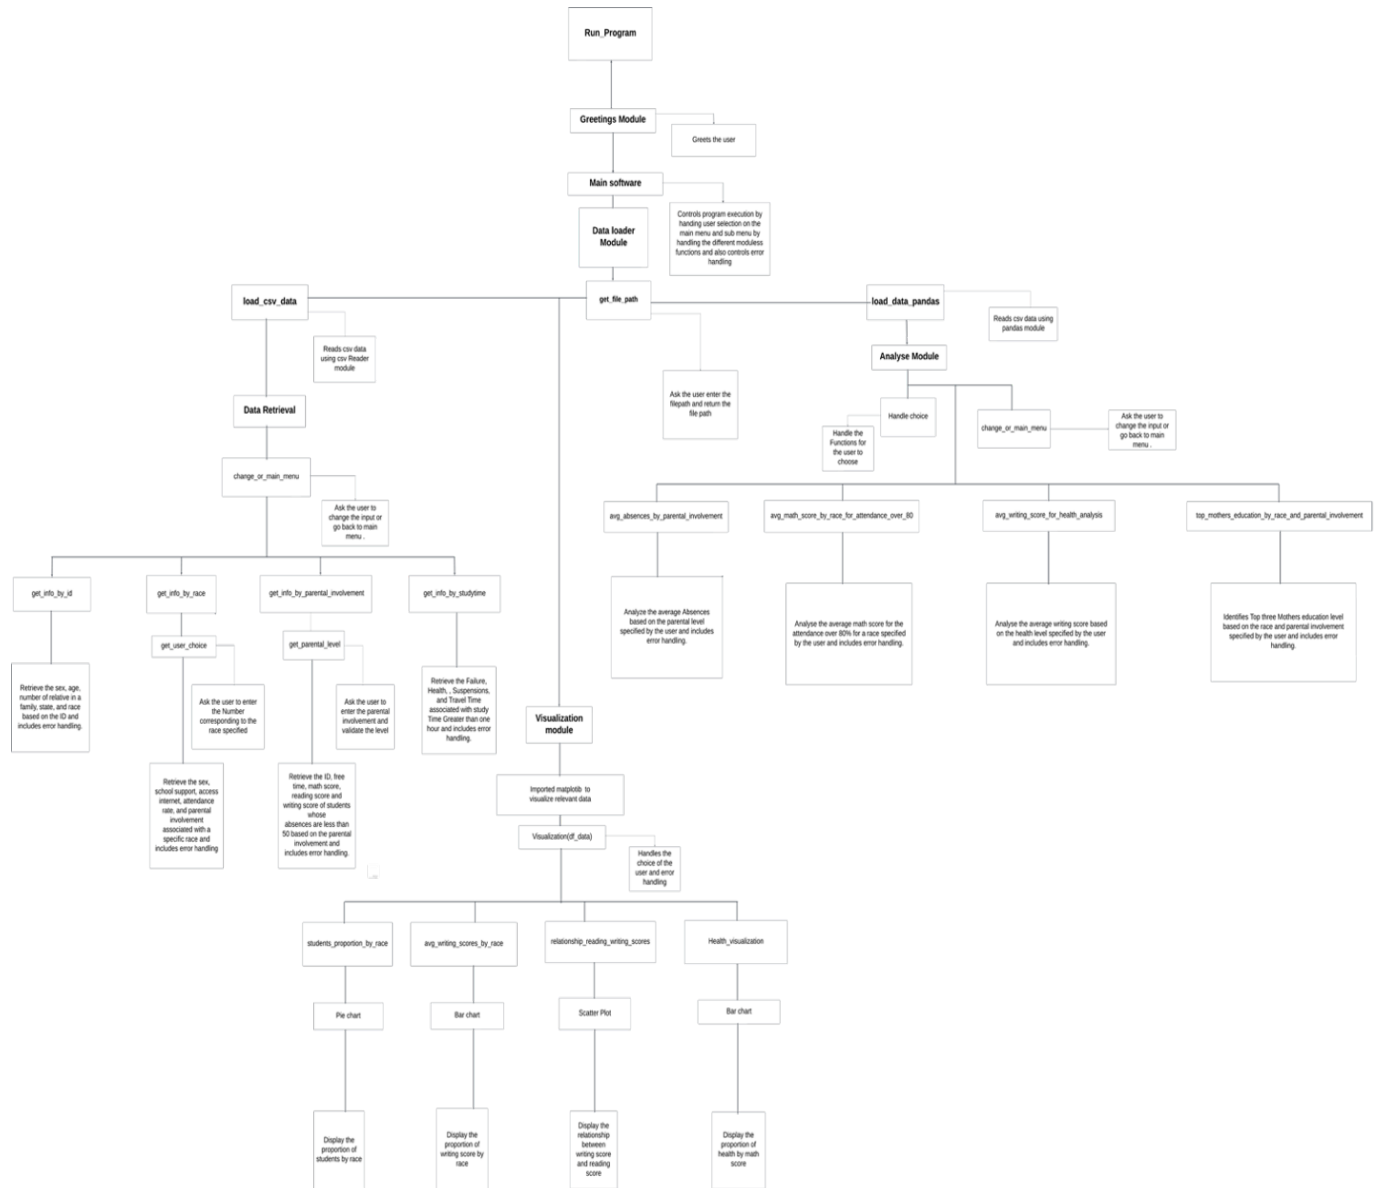 Run_Program
Greetings Module
Greets the user
Main software
Controls program execution by
handing user selection on the
main menu and sub menu by
handling the different moduless
functions and also controls error
handling
Data loader
Module
load_csv_data
get_file_path
load_data_pandas
Reads csv data using
pandas module
Reads csv data
using csv Reader
module
Analyse Module
Ask the user enter the
filepath and return the
file path
Data Retrieval
Handle choice
change_or_main_menu
Ask the user to
change the input or
go back to main
menu .
Handle the
Functions for
the user to
choose
change_or_main_menu
Ask the user to
change the input or
go back to main
menu .
avg_absences_by_parental_involvement
avg_math_score_by_race_for_attendance_over_80
avg_writing_score_for_health_analysis
top_mothers_education_by_race_and_parental_involvement
get_info_by_id
get_info_by_race
get_info_by_parental_involvement
get_info_by_studytime
Analyze the average Absences
based on the parental level
specified by the user and includes
error handling.
Analyse the average math score for the
attendance over 80% for a race specified
by the user and includes error handling.
Analyse the average writing score based
on the health level specified by the user
and includes error handling.
Identifies Top three Mothers education level
based on the race and parental involvement
specified by the user and includes error
handling.
get_user_choice
get_parental_level
Retrieve the sex, age,
number of relative in a
family, state, and race
based on the ID and
includes error handling.
Ask the user to enter
the Number
corresponding to the
race specified
Ask the user to
enter the parental
involvement and
validate the level
Retrieve the Failure,
Health, , Suspensions,
and Travel Time
associated with study
Time Greater than one
hour and includes error
handling.
Visualization
module
Retrieve the sex,
school support, access
internet, attendance
rate, and parental
involvement
associated with a
specific race and
includes error handling
Retrieve the ID, free
time, math score,
reading score and
writing score of students
whose
absences are less than
50 based on the parental
involvement and
includes error handling.
Imported matplotib to
visualize relevant data
Visualization(df_data)
Handles the
choice of the
user and error
handling
students_proportion_by_race
avg_writing_scores_by_race
relationship_reading_writing_scores
Health_visualization
Pie chart
Bar chart
Scatter Plot
Bar chart
Display the
proportion of
students by race
Display the
proportion of
writing score by
race
Display the
relationship
between
writing score
and reading
score
Display the
proportion of
health by math
score